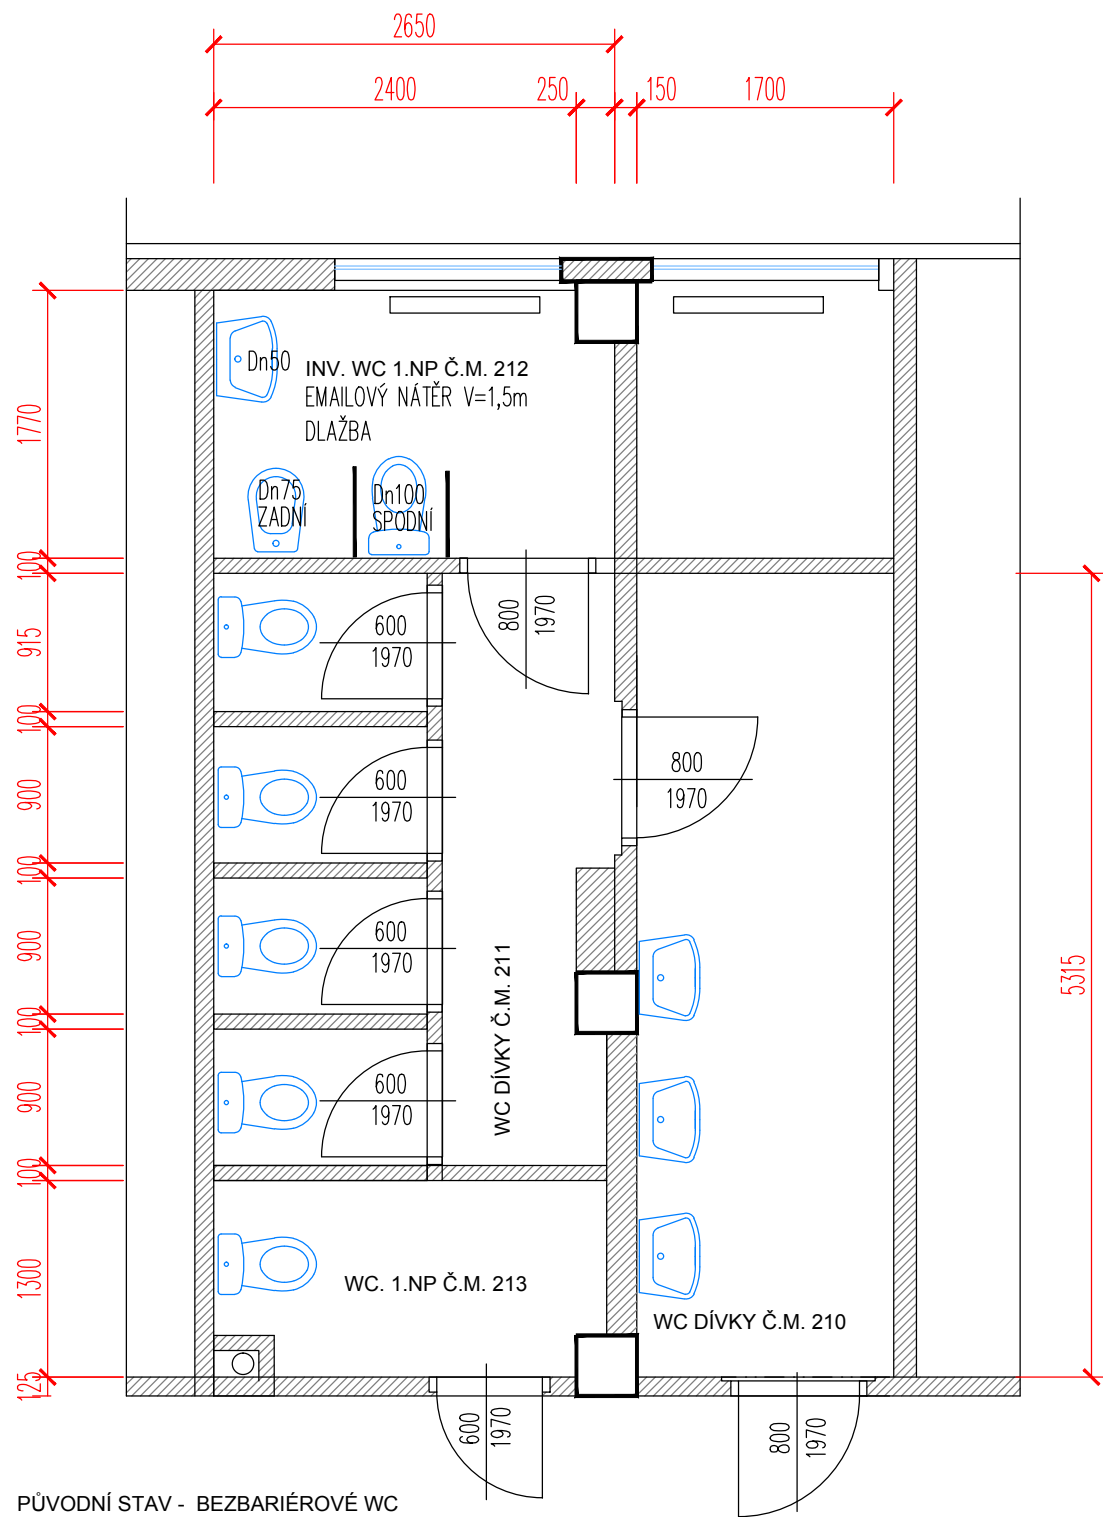 2650
2400
250
150
1700
Dn50
INV. WC 1.NP Č.M. 212
EMAILOVÝ NÁTĚR V=1,5m
DLAŽBA
1770
Dn75
ZADNÍ
Dn100
SPODNÍ
100
915
600
1970
800
1970
100
900
600
1970
800
1970
100
900
600
1970
WC DÍVKY Č.M. 211
5315
100
900
600
1970
100
1300
WC. 1.NP Č.M. 213
WC DÍVKY Č.M. 210
125
600
1970
800
1970
PŮVODNÍ STAV - BEZBARIÉROVÉ WC